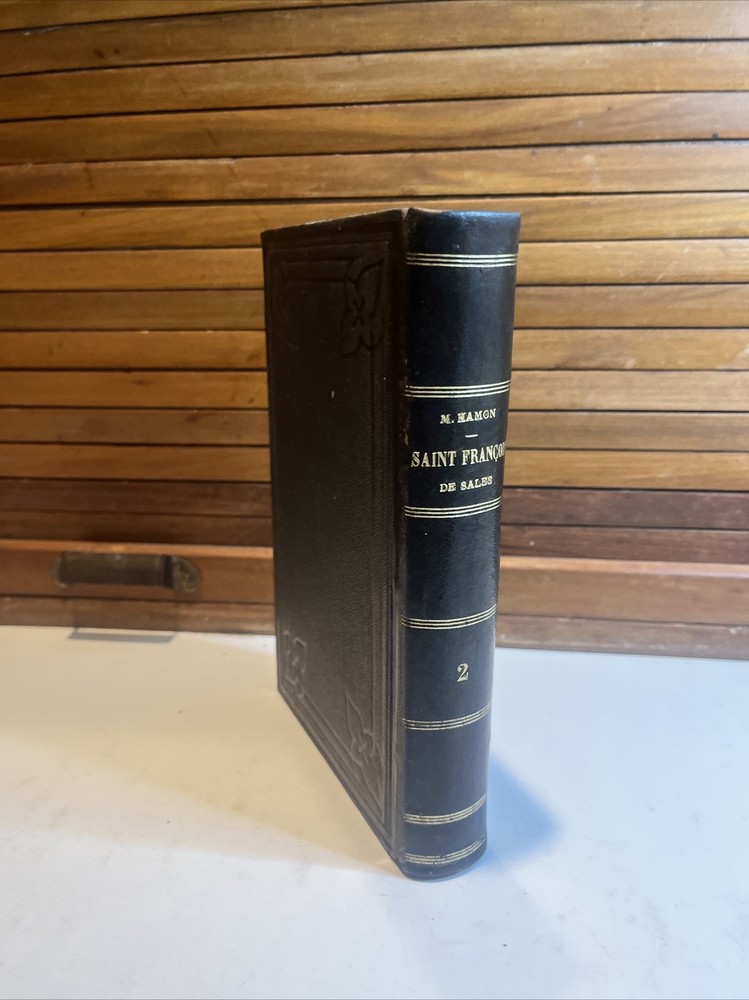 M. HAMON
SAINT FRANÇOI
DE SALES
2